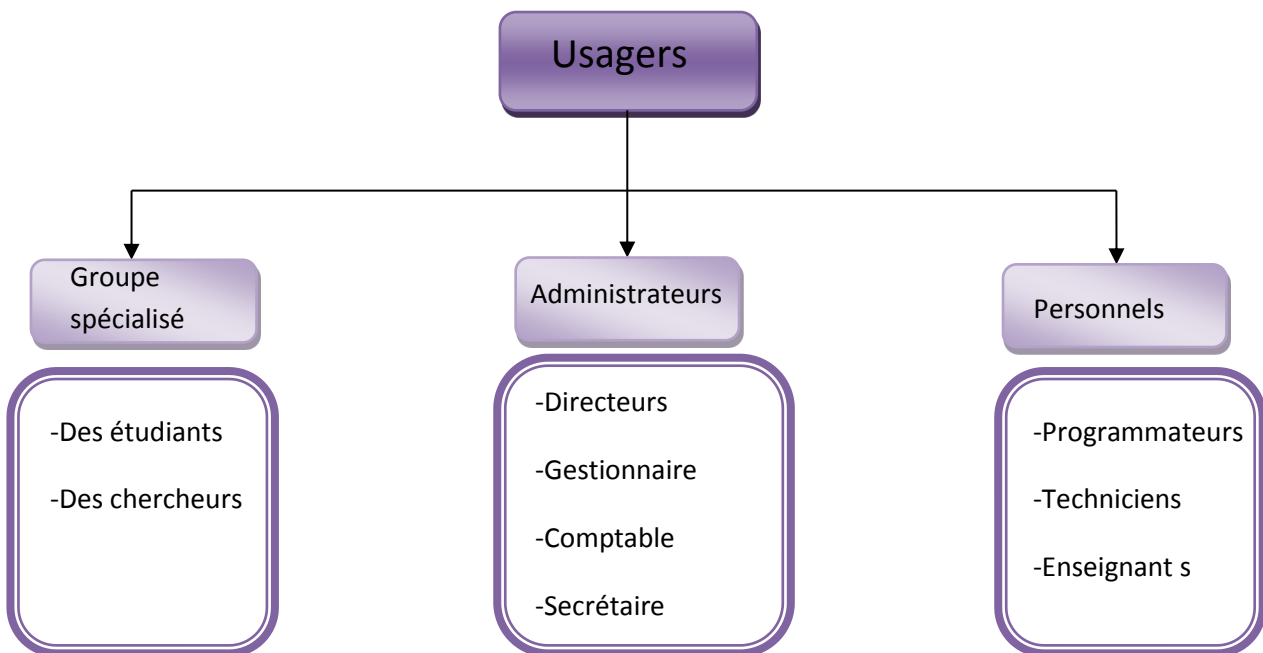 Usagers
Groupe
spécialisé
-Des étudiants
-Des chercheurs
Administrateurs
-Directeurs
-Gestionnaire
-Comptable
-Secrétaire
Personnels
-Programmateurs
-Techniciens
-Enseignant s